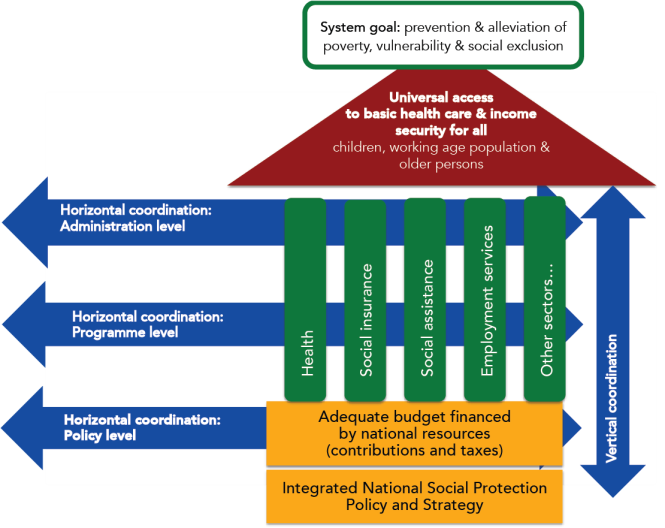 System goal: prevention & alleviation of
poverty, vulnerability & social exclusion
Universal access
to basic health care & income
security for all
children, working age population &
older persons
Horizontal coordination:
Administration level
Horizontal coordination:
Programme level
Horizontal coordination:
Policy level
Health
Social insurance
Social assistance
Employment services
Other sectors...
Vertical coordination
Adequate budget financed
by national resources
(contributions and taxes)
Integrated National Social Protection
Policy and Strategy